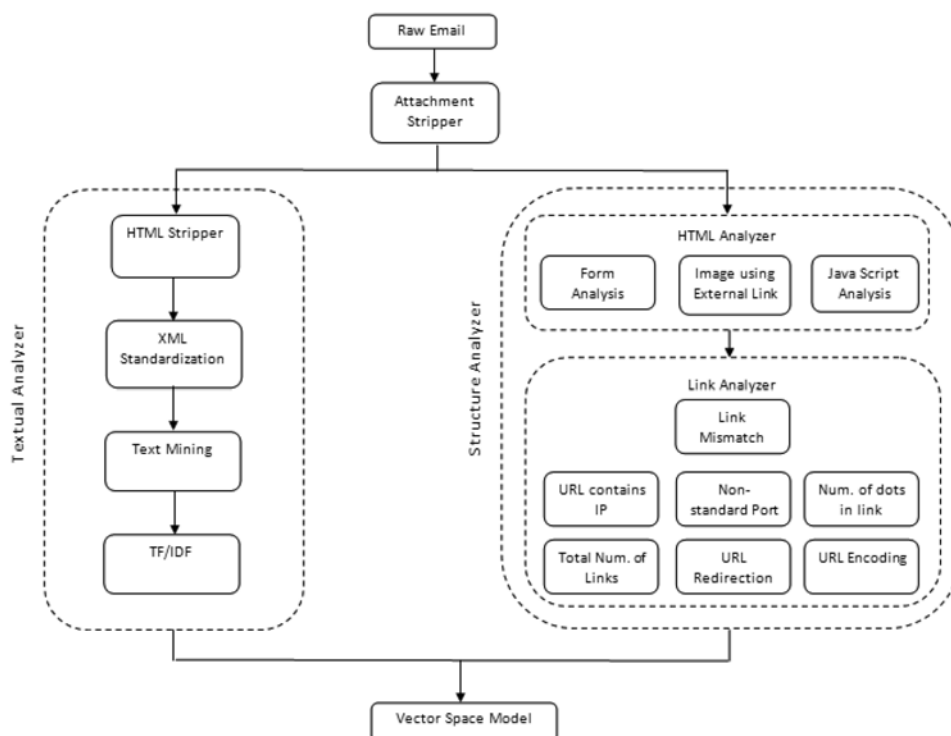 Raw Email
Attachment
Stripper
Textual Analyzer
HTML Stripper
XML
Standardization
Text Mining
TF/IDF
Structure Analyzer
HTML Analyzer
Form
Analysis
Image using
External Link
Java Script
Analysis
Link Analyzer
Link
Mismatch
URL contains
IP
Non-
standard Port
Num. of dots
in link
Total Num. of
Links
URL
Redirection
URL Encoding
Vector Space Model